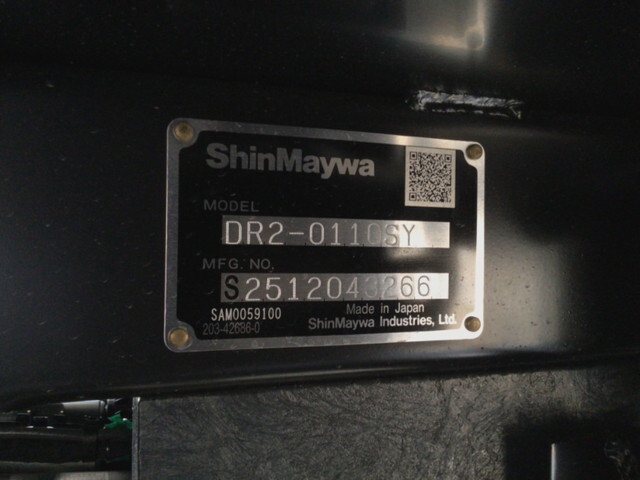 ShinMaywa
MODEL
DR2-0110SY
MFG. NO.
S2512043266
SAM0059100
Made in Japan
203-42686-0
ShinMaywa Industries, Ltd.